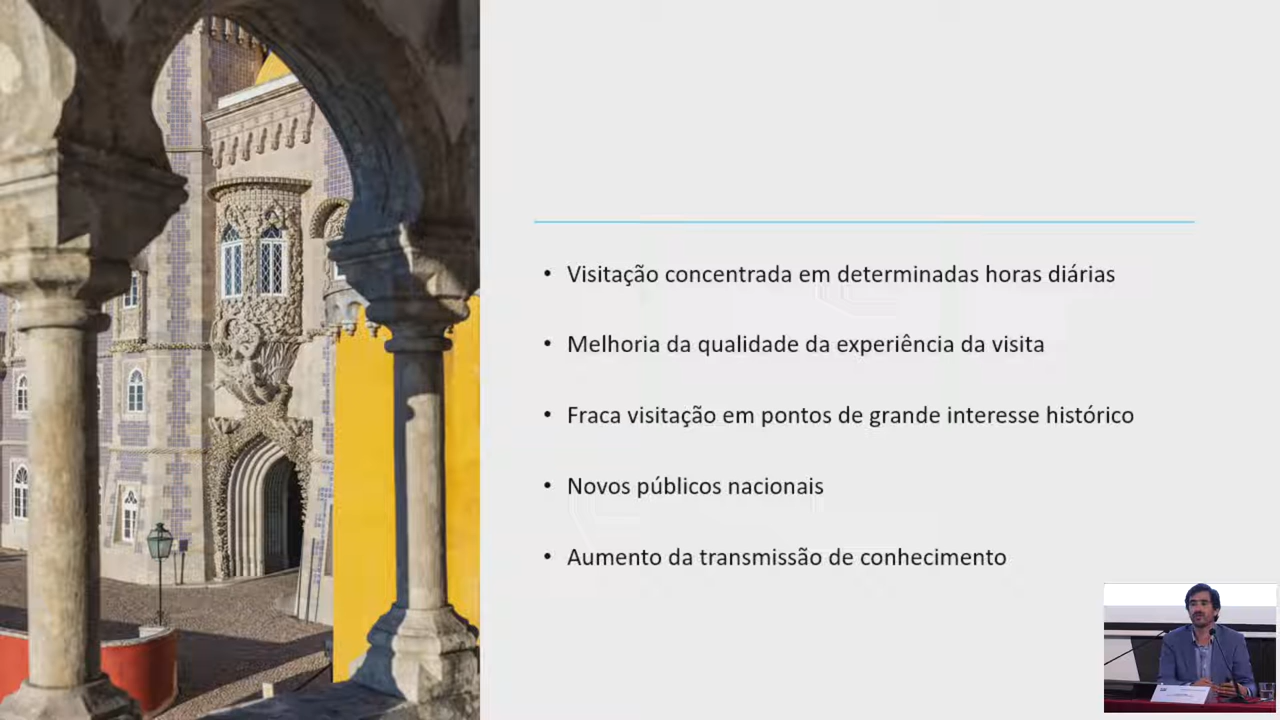 • Visitação concentrada em determinadas horas diárias
• Melhoria da qualidade da experiência da visita
• Fraca visitação em pontos de grande interesse histórico
• Novos públicos nacionais
• Aumento da transmissão de conhecimento